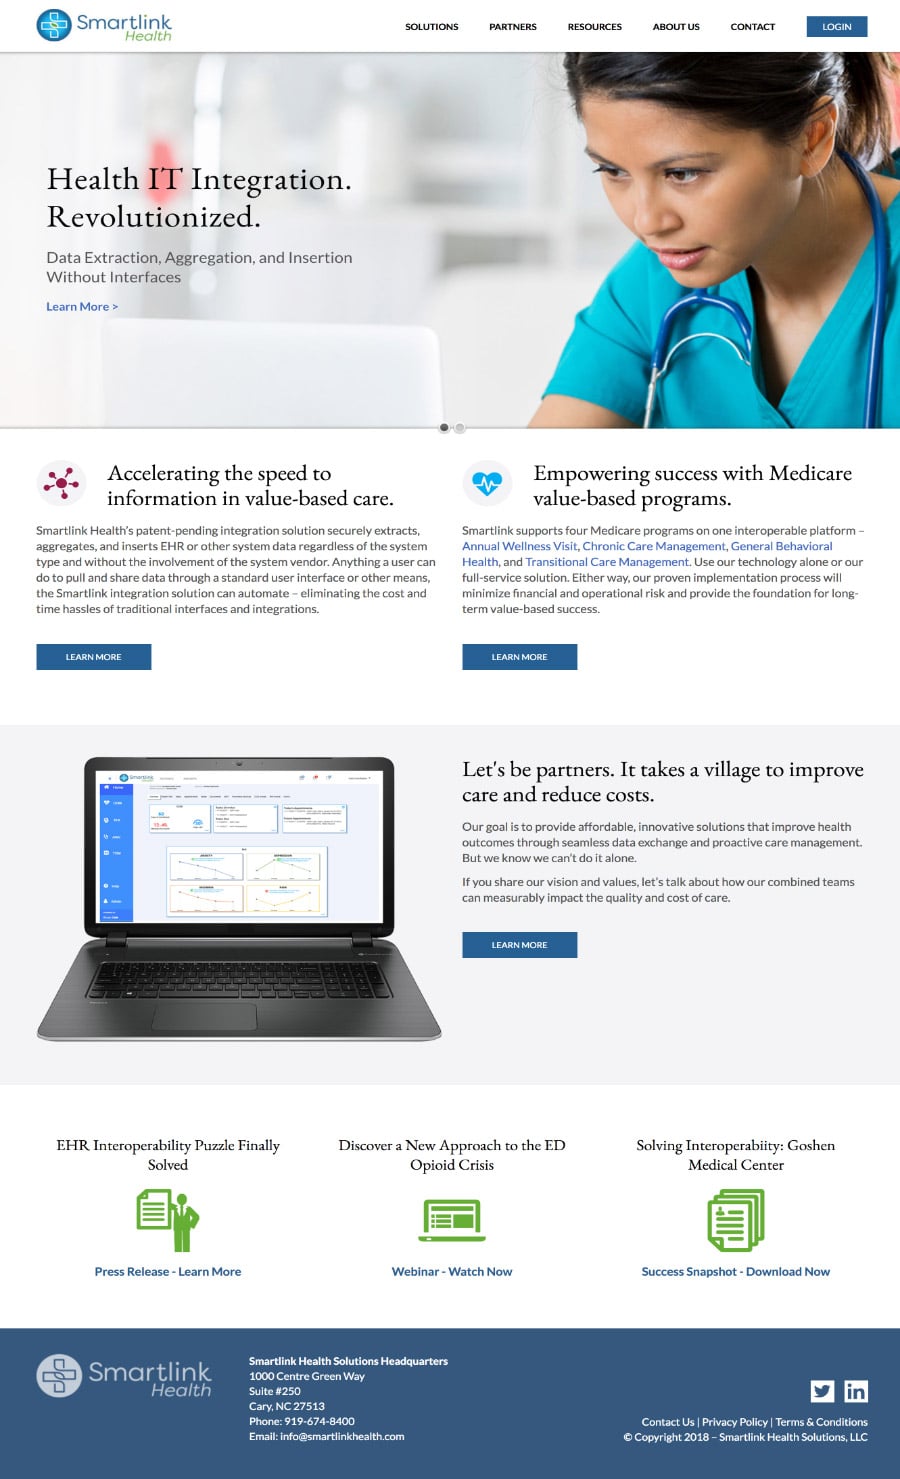 Smartlink
Health
SOLUTIONS
PARTNERS
RESOURCES
ABOUT US
CONTACT
LOGIN
Health IT Integration.
Revolutionized.
Data Extraction, Aggregation, and Insertion
Without Interfaces
Learn More >
Accelerating the speed to
information in value-based care.
Smartlink Health's patent-pending integration solution securely extracts,
aggregates, and inserts EHR or other system data regardless of the system
type and without the involvement of the system vendor. Anything a user can
do to pull and share data through a standard user interface or other means,
the Smartlink integration solution can automate – eliminating the cost and
time hassles of traditional interfaces and integrations.
LEARN MORE
Empowering success with Medicare
value-based programs.
Smartlink supports four Medicare programs on one interoperable platform –
Annual Wellness Visit, Chronic Care Management, General Behavioral
Health, and Transitional Care Management. Use our technology alone or our
full-service solution. Either way, our proven implementation process will
minimize financial and operational risk and provide the foundation for long-
term value-based success.
LEARN MORE
Smartlink
Home
Let's be partners. It takes a village to improve
care and reduce costs.
Our goal is to provide affordable, innovative solutions that improve health
outcomes through seamless data exchange and proactive care management.
But we know we can't do it alone.
If you share our vision and values, let's talk about how our combined teams
can measurably impact the quality and cost of care.
LEARN MORE
EHR Interoperability Puzzle Finally
Solved
Press Release - Learn More
Discover a New Approach to the ED
Opioid Crisis
Webinar - Watch Now
Solving Interoperabiity: Goshen
Medical Center
Success Snapshot - Download Now
Smartlink
Health
Smartlink Health Solutions Headquarters
1000 Centre Green Way
Suite #250
Cary, NC 27513
Phone: 919-674-8400
Email: info@smartlinkhealth.com
Contact Us | Privacy Policy | Terms & Conditions
© Copyright 2018 – Smartlink Health Solutions, LLC